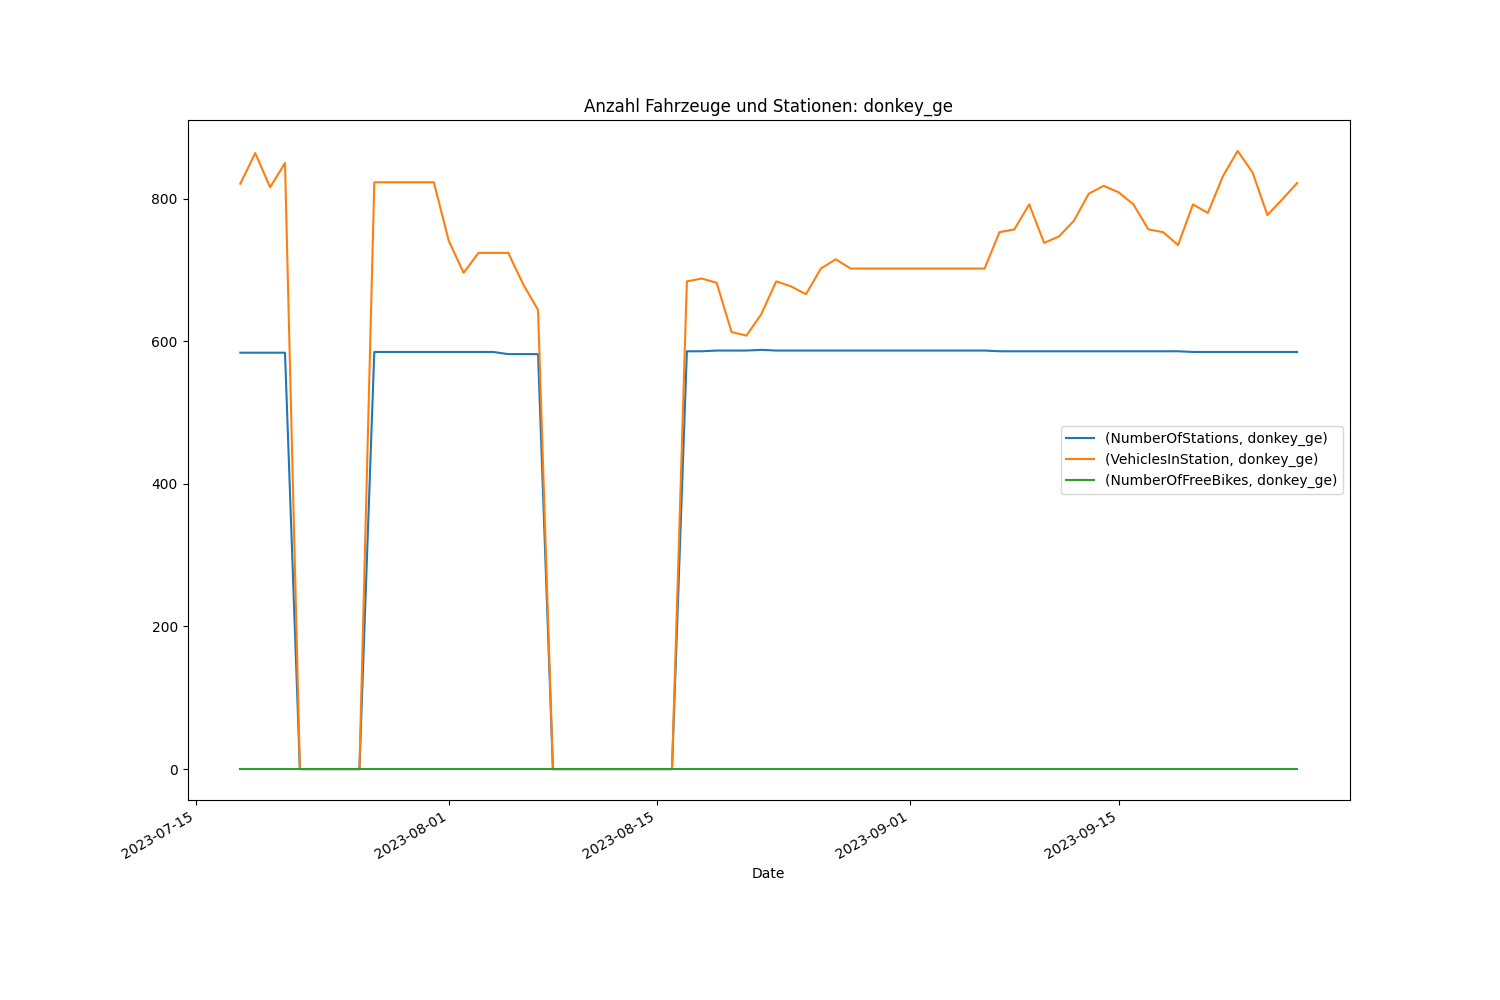 Anzahl Fahrzeuge und Stationen: donkey_ge
800
600
400
200
0
(NumberOfStations, donkey_ge)
(VehiclesInStation, donkey_ge)
(NumberOfFreeBikes, donkey_ge)
2023-07-15
2023-08-01
2023-08-15
2023-09-01
2023-09-15
Date